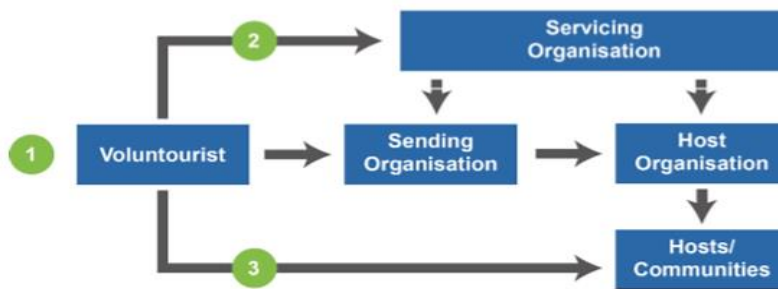 2
Servicing
Organisation
1
Voluntourist
Sending
Organisation
Host
Organisation
3
Hosts/
Communities